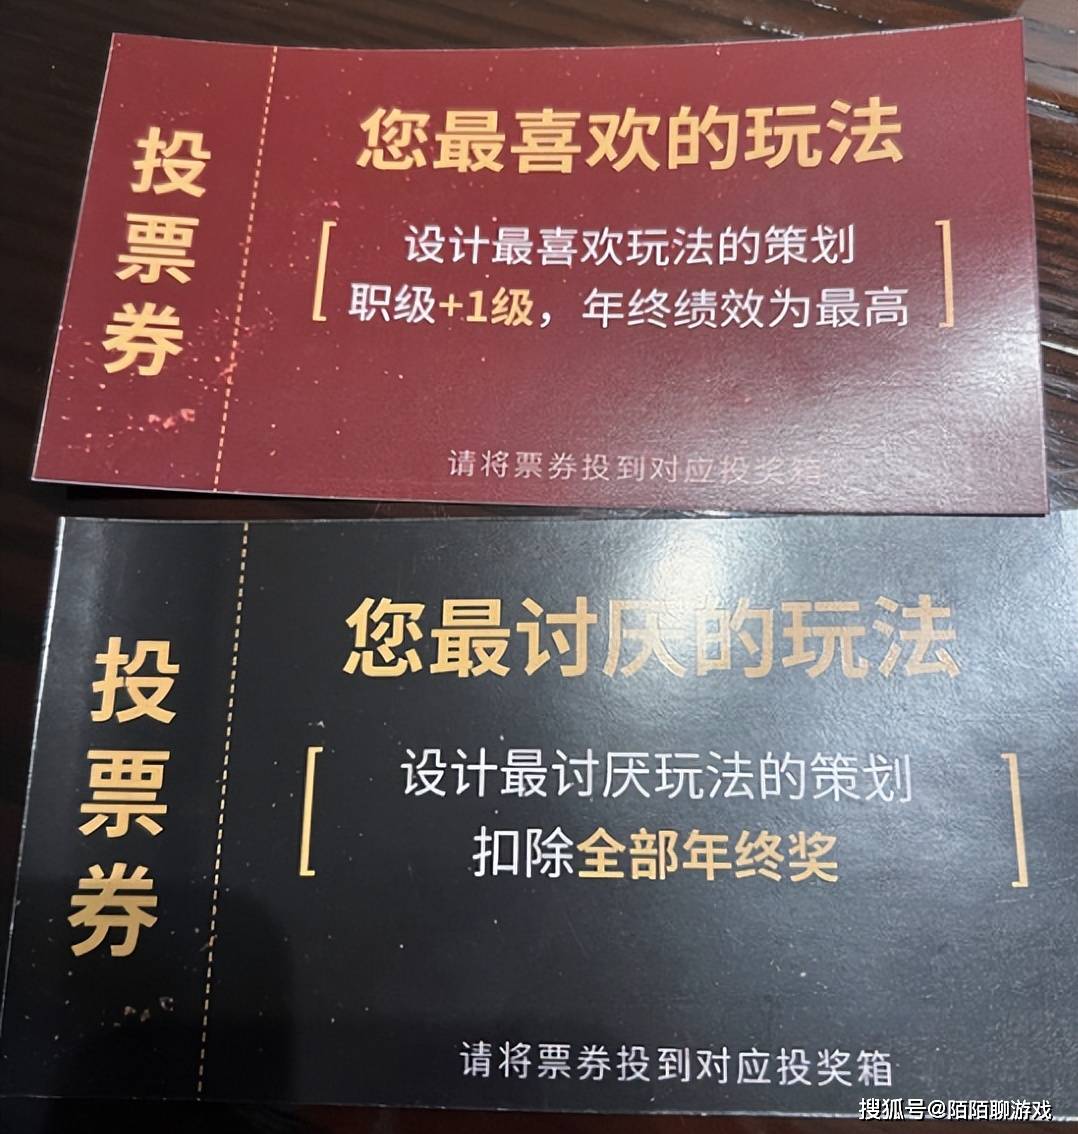 投票券
您最喜欢的玩法
设计最喜欢玩法的策划
职级+1级，年终绩效为最高
请将票券投到对应投奖箱
投票券
您最讨厌的玩法
设计最讨厌玩法的策划
扣除全部年终奖
请将票券投到对应投奖箱
搜狐号@陌陌聊游戏